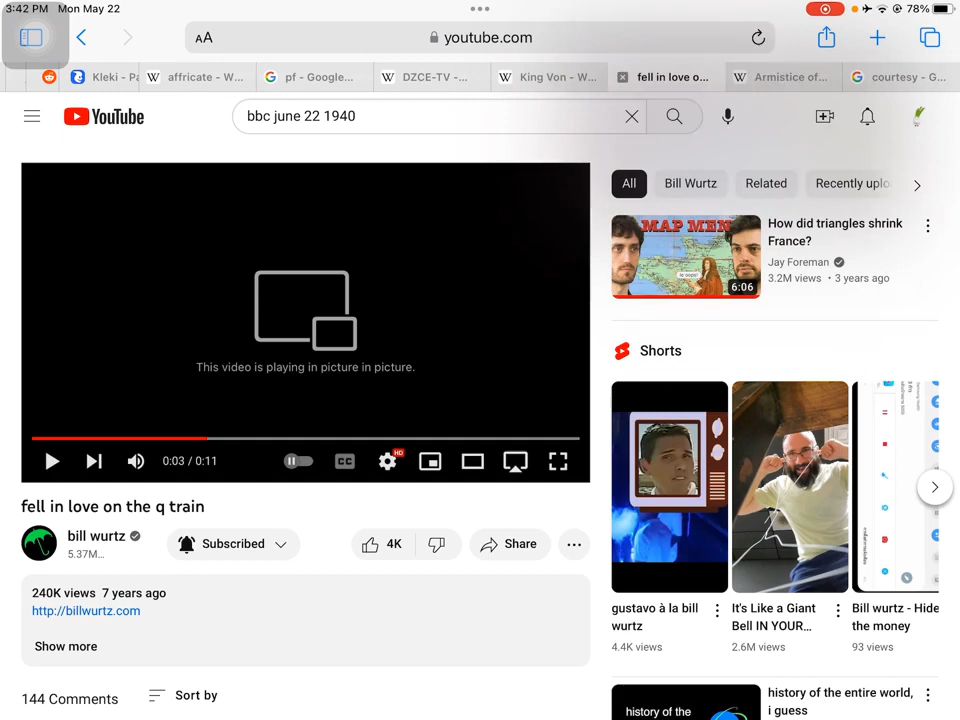 3:42 PM Mon May 22
78%
AA
youtube.com
Kleki - Pa
affricate - W...
pf - Google...
DZCE-TV -...
King Von - W...
fell in love o...
Armistice of...
courtesy - G...
YouTube
bbc june 22 1940
This video is playing in picture in picture.
0:03 / 0:11
CC
HD
fell in love on the q train
bill wurtz
5.37M...
Subscribed
4K
Share
240K views 7 years ago
http://billwurtz.com
Show more
144 Comments
Sort by
All
Bill Wurtz
Related
Recently uplo
MAP MEN
6:06
How did triangles shrink
France?
Jay Foreman
3.2M views • 3 years ago
Shorts
gustavo à la bill
wurtz
4.4K views
It's Like a Giant
Bell IN YOUR...
2.6M views
Bill wurtz - Hide
the money
93 views
history of the
history of the entire world,
i guess